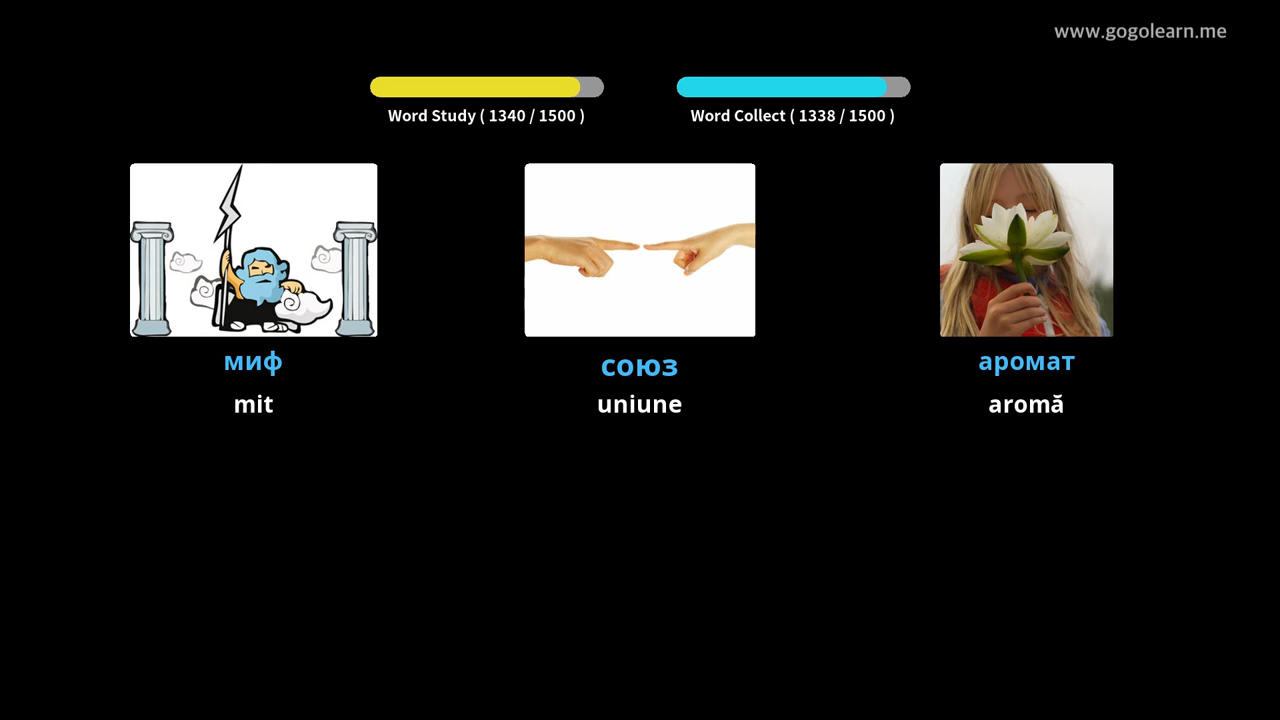 www.gogolearn.me
Word Study ( 1340 / 1500 )
Word Collect ( 1338 / 1500 )
миф
союз
аромат
mit
uniune
aromă